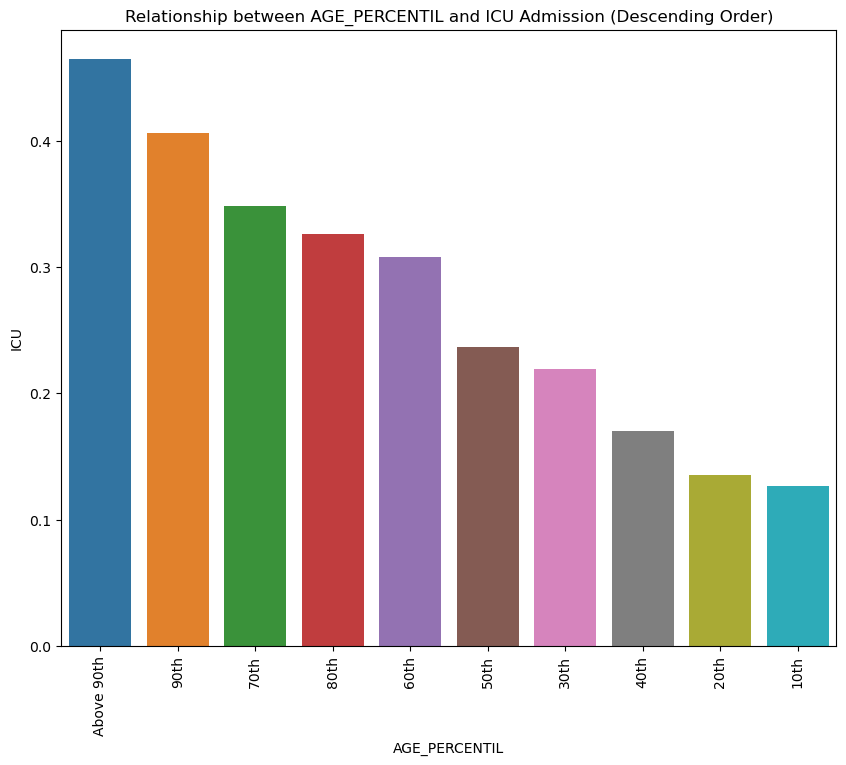 Relationship between AGE_PERCENTIL and ICU Admission (Descending Order)
ICU
0.4
0.3
0.2
0.1
0.0
Above 90th
90th
70th
80th
60th
50th
30th
40th
20th
10th
AGE_PERCENTIL